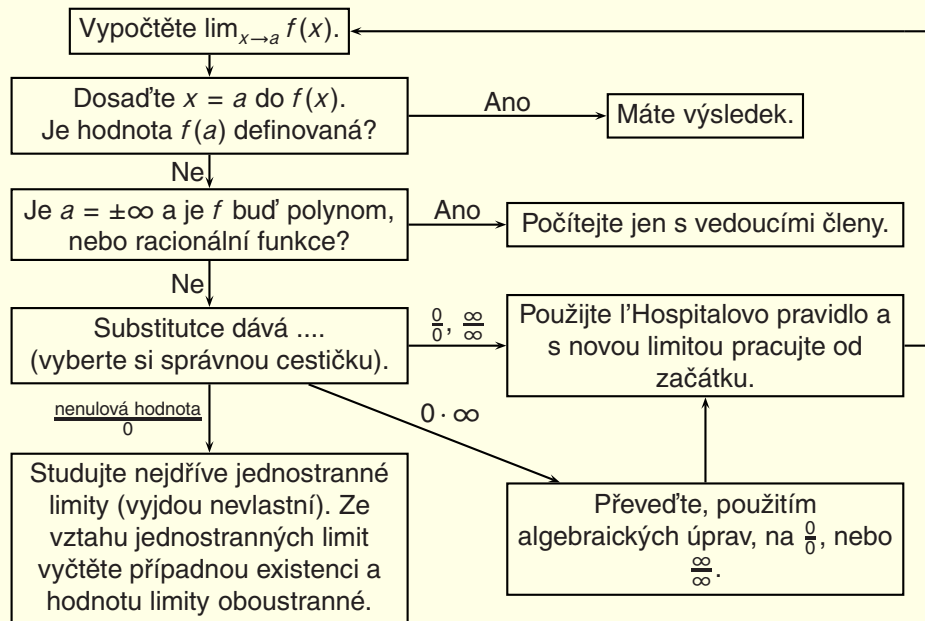 Vypočtěte lim_{x→a} f(x).
Dosaďte x = a do f(x).
Je hodnota f(a) definovaná?
Ano
Máte výsledek.
Ne
Je a = ±∞ a je f buď polynom,
nebo racionální funkce?
Ano
Počítejte jen s vedoucími členy.
Ne
Substitutce dává ....
(vyberte si správnou cestičku).
0/0, ∞/∞
Použijte l'Hospitalovo pravidlo a
s novou limitou pracujte od
začátku.
nenulová hodnota/0
0 · ∞
Studujte nejdříve jednostranné
limity (vyjdou nevlastní). Ze
vztahu jednostranných limit
vyčtěte případnou existenci a
hodnotu limity oboustranné.
Převeďte, použitím
algebraických úprav, na 0/0, nebo
∞/∞.